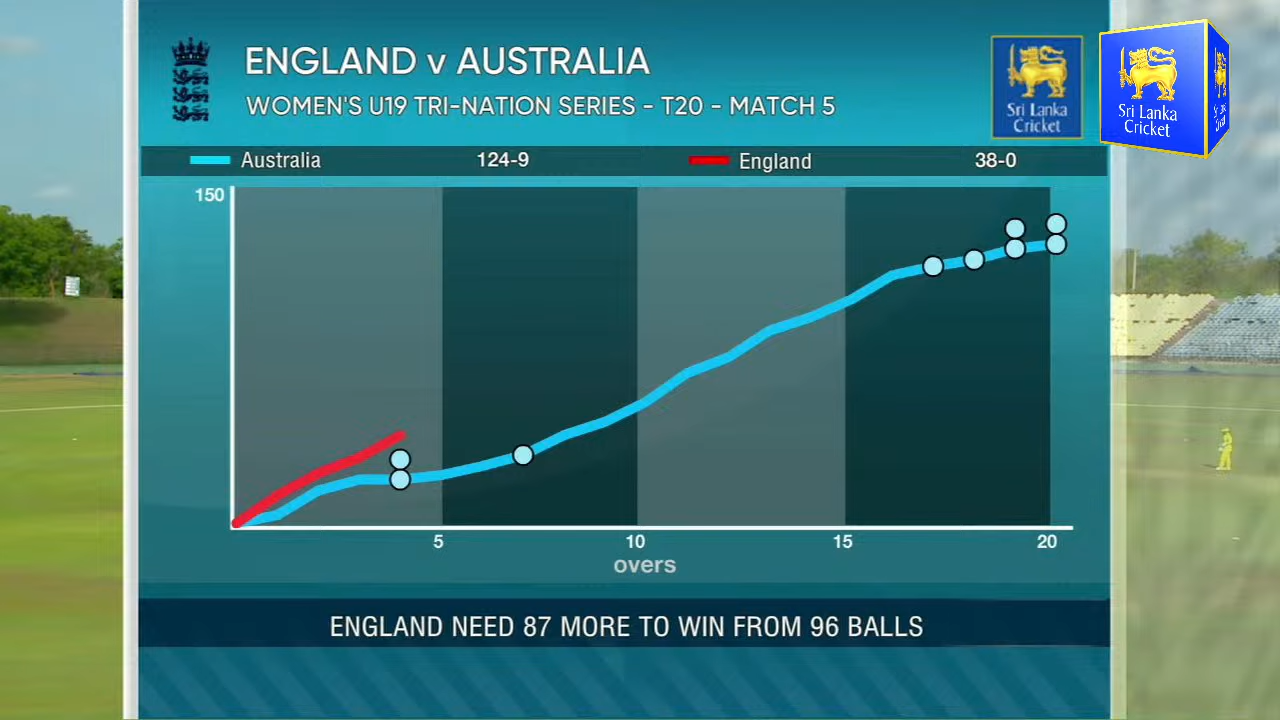 ENGLAND v AUSTRALIA
WOMEN'S U19 TRI-NATION SERIES - T20 - MATCH 5
Sri Lanka
Cricket
Sri Lanka
Cricket
Australia 124-9 England 38-0
150
5 10 15 20
overs
ENGLAND NEED 87 MORE TO WIN FROM 96 BALLS